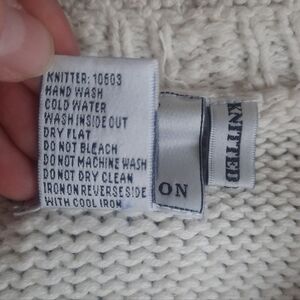 KNITTER: 10603
HAND WASH
COLD WATER
WASH INSIDE OUT
DRY FLAT
DO NOT BLEACH
DO NOT MACHINE WASH
DO NOT DRY CLEAN
IRON ON REVERSE SIDE
WITH COOL IRON
ON
KNITTED